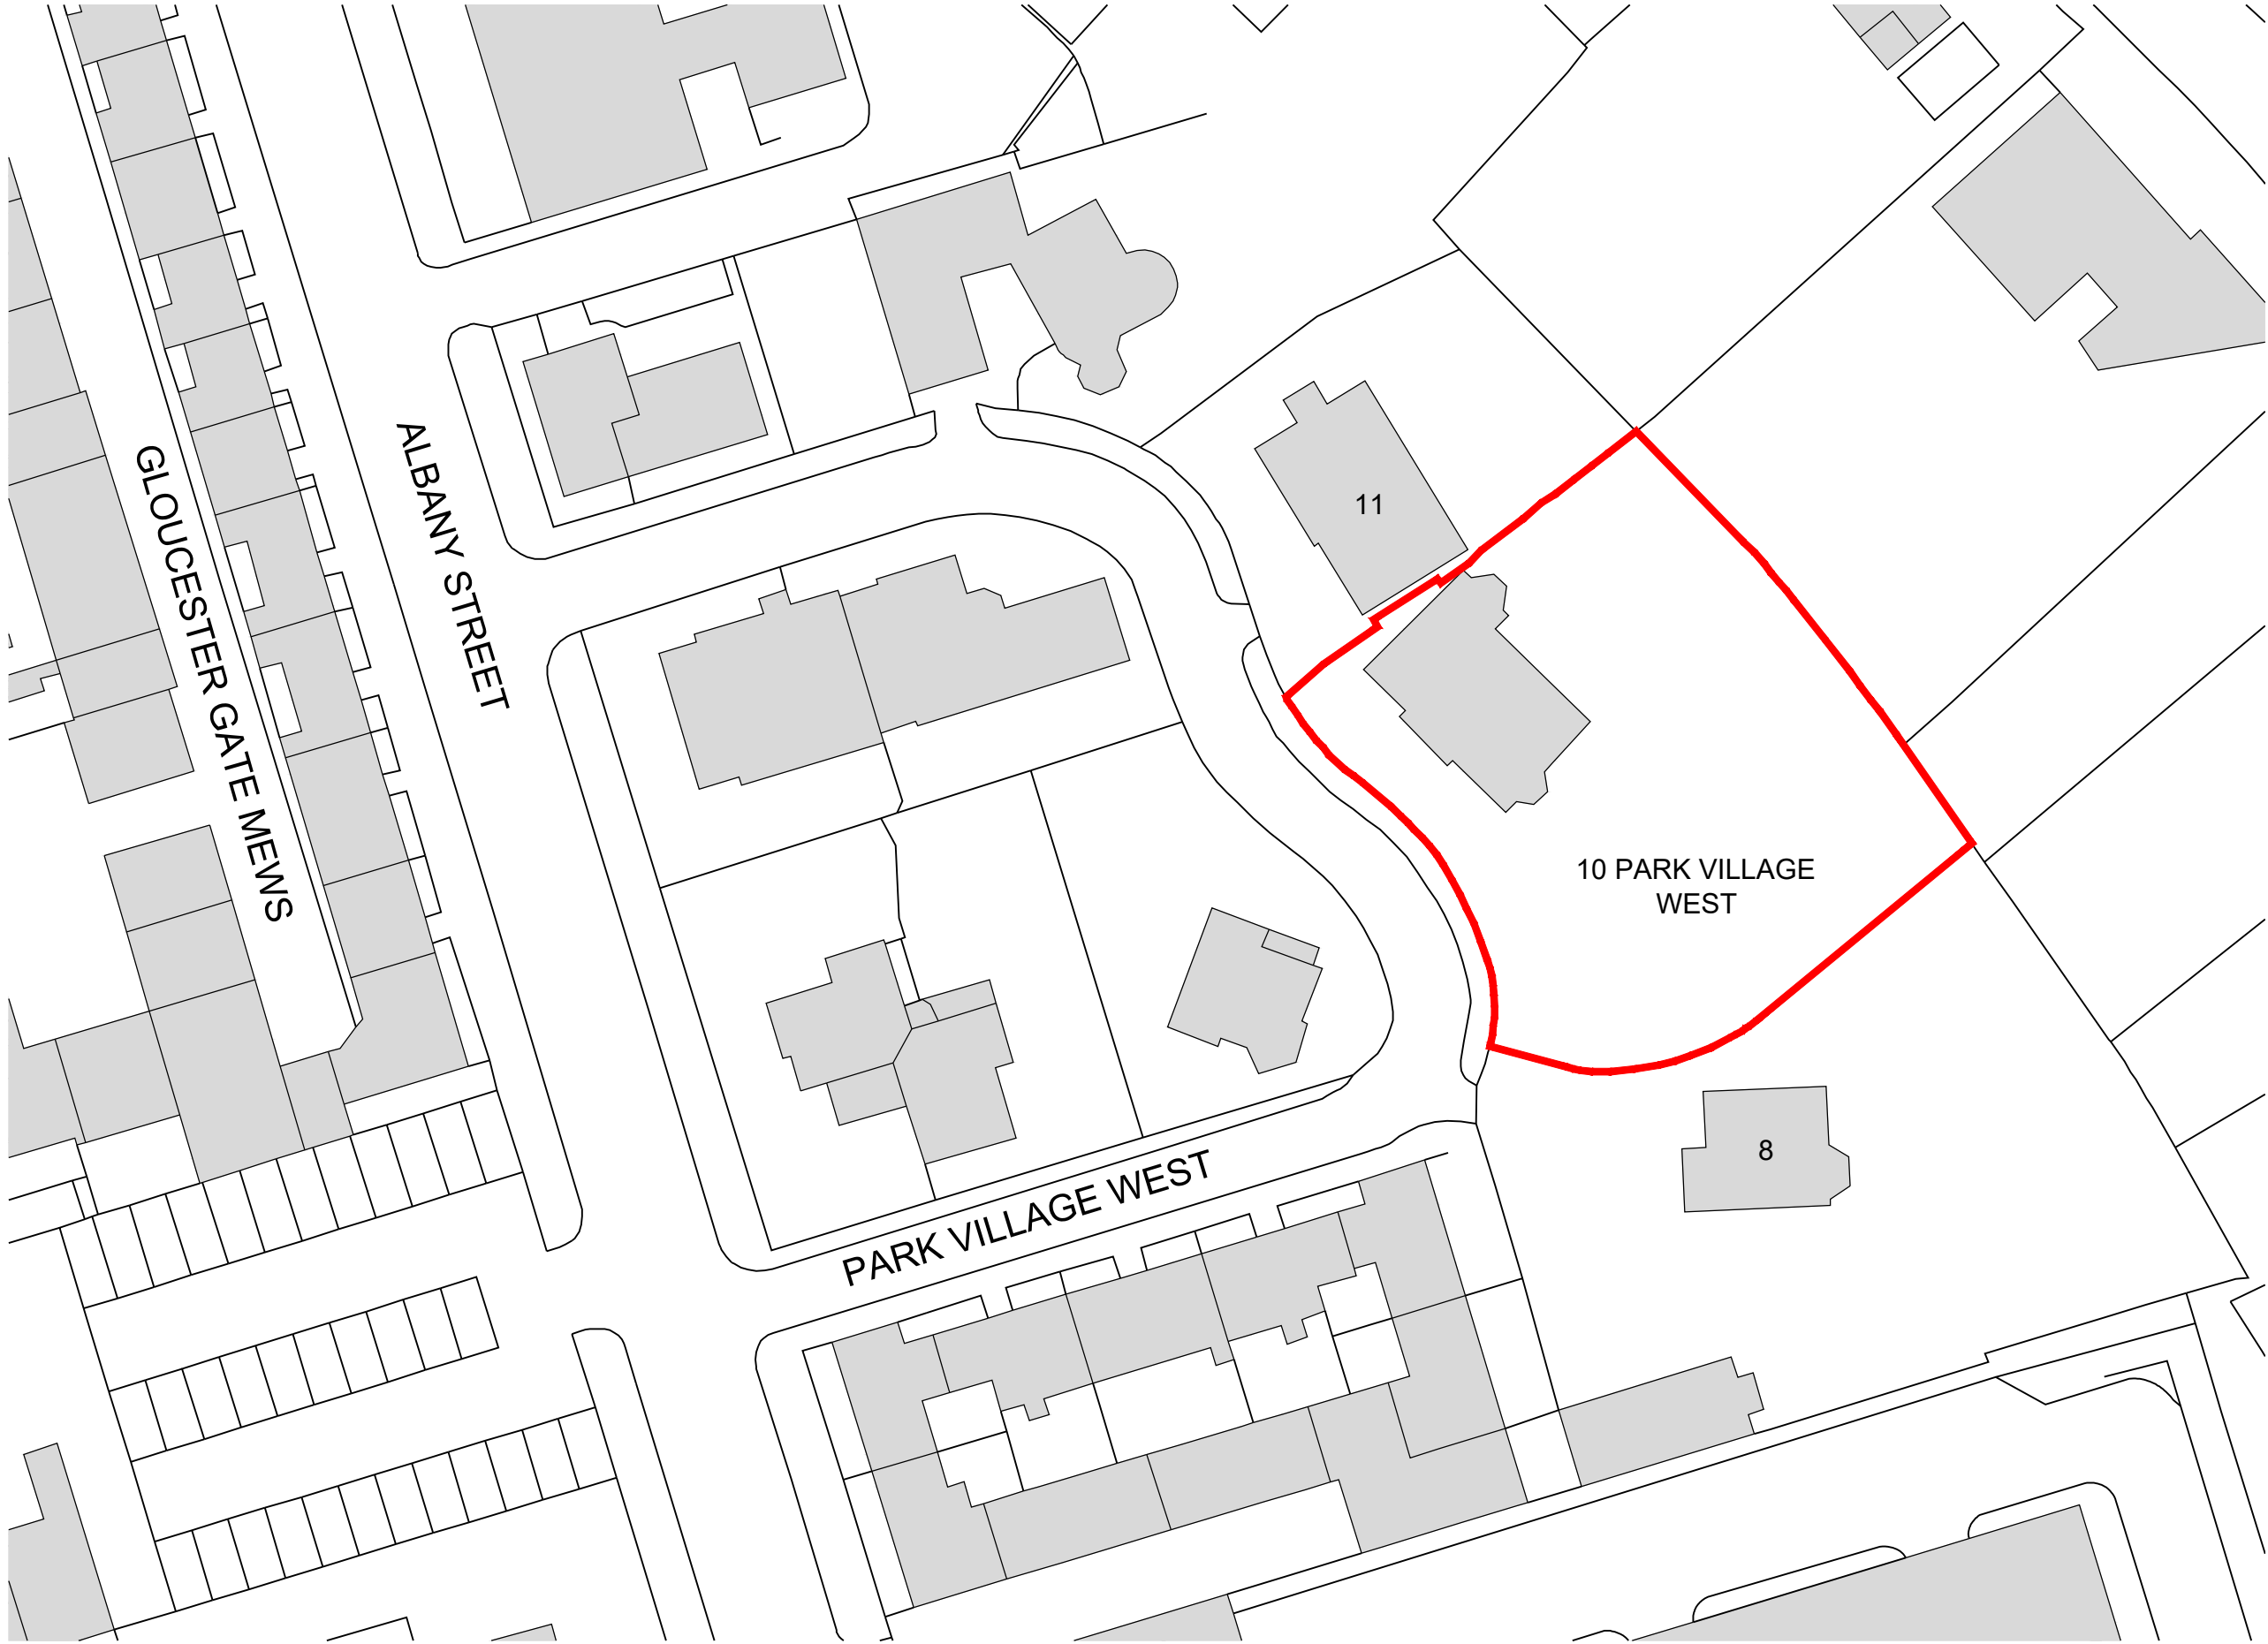 GLOUCESTER GATE MEWS
ALBANY STREET
11
10 PARK VILLAGE
WEST
8
PARK VILLAGE WEST